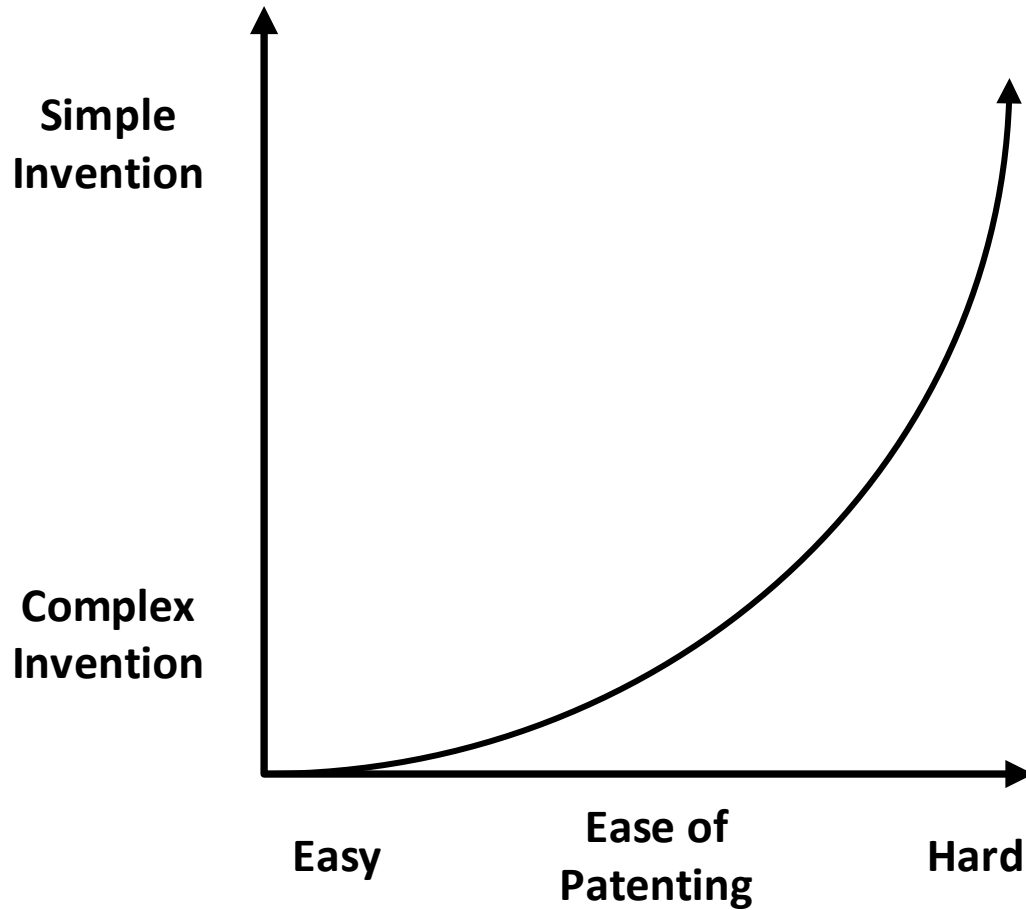 Simple
Invention
Complex
Invention
Easy
Ease of
Patenting
Hard